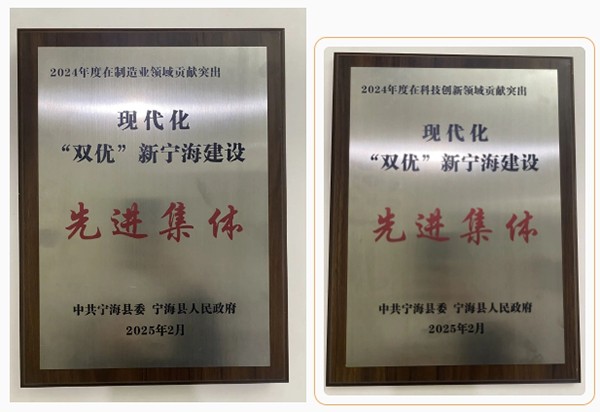 2024年度在制造业领域贡献突出
现代化
“双优”新宁海建设
先进集体
中共宁海县委 宁海县人民政府
2025年2月
2024年度在科技创新领域贡献突出
现代化
“双优”新宁海建设
先进集体
中共宁海县委 宁海县人民政府
2025年2月